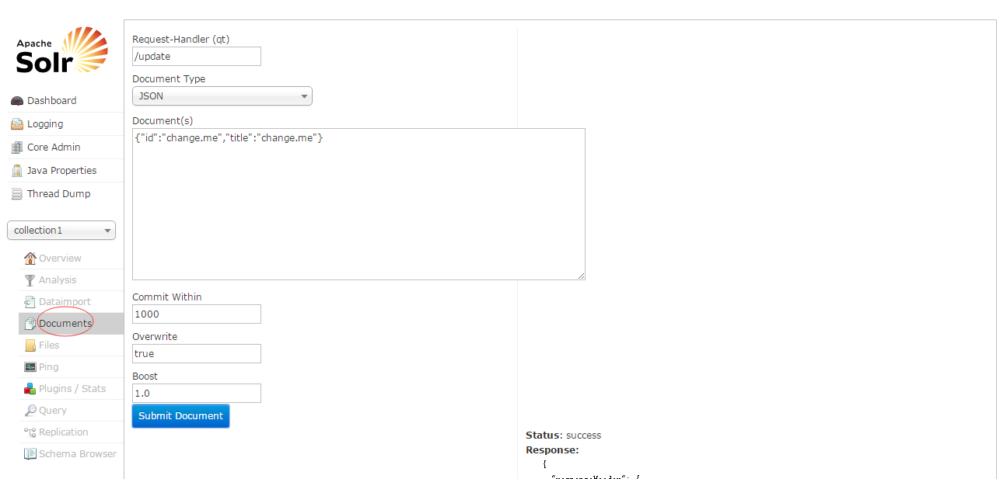 Apache
Solr
Dashboard
Logging
Core Admin
Java Properties
Thread Dump
collection1
Overview
Analysis
Dataimport
Documents
Files
Ping
Plugins / Stats
Query
Replication
Schema Browser
Request-Handler (qt)
/update
Document Type
JSON
Document(s)
{"id":"change.me","title":"change.me"}
Commit Within
1000
Overwrite
true
Boost
1.0
Submit Document
Status: success
Response:
{